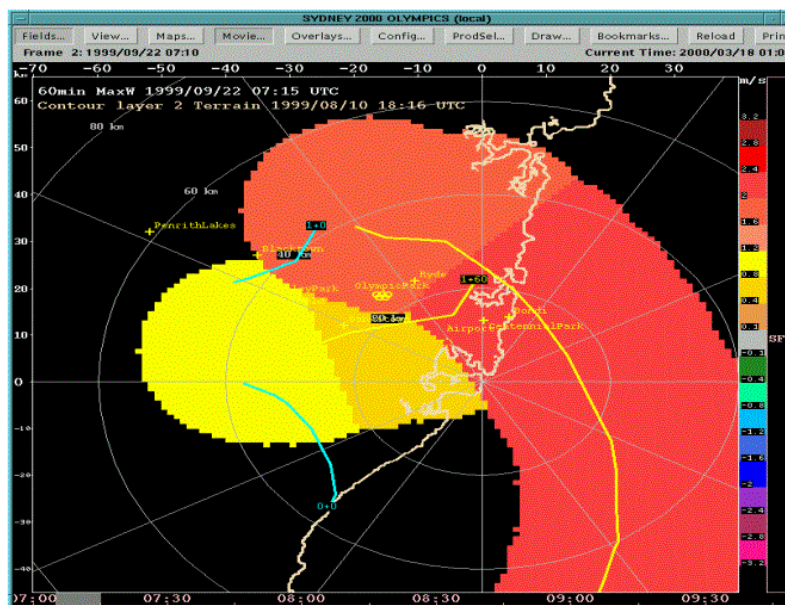 SYDNEY 2000 OLYMPICS (local)
Fields... View... Maps... Movie... Overlays... Config... ProdSel... Draw... Bookmarks... Reload Prin
Frame 2: 1999/09/22 07:10 Current Time: 2000/03/18 01:0
-70 -60 -50 -40 -30 -20 -10 0 10 20 30
km m/s
60min MaxW 1999/09/22 07:15 UTC
Contour layer 2 Terrain 1999/08/10 18:16 UTC
60
50
40
30
20
10
0
-10
-20
-30
-40
80 km
60 km
40 km
PenrithLakes
Blacktown
1+0
OlympicPark
Ryde
1+60
Bondi
Airpor
CentennialPark
0+0
3.2
2.8
2.4
2
1.6
1.2
0.8
0.4
0.1
-0.1
-0.4
-0.8
-1.2
-1.6
-2
-2.4
-2.8
-3.2
SF
07:00 07:30 08:00 08:30 09:00 09:30